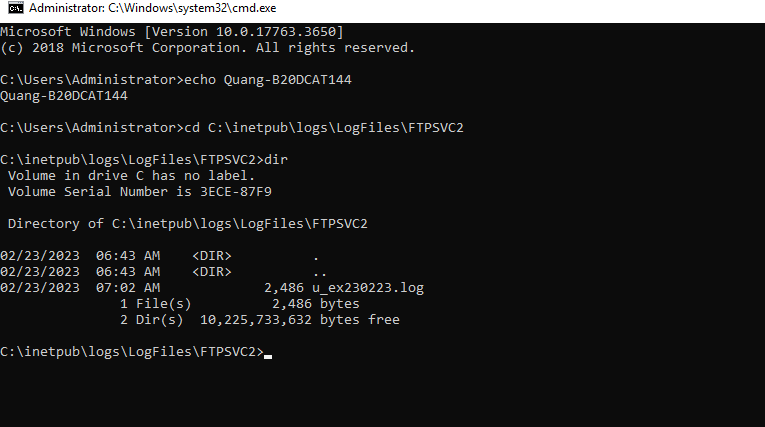 Administrator: C:\Windows\system32\cmd.exe
Microsoft Windows [Version 10.0.17763.3650]
(c) 2018 Microsoft Corporation. All rights reserved.
C:\Users\Administrator>echo Quang-B20DCAT144
Quang-B20DCAT144
C:\Users\Administrator>cd C:\inetpub\logs\LogFiles\FTPSVC2
C:\inetpub\logs\LogFiles\FTPSVC2>dir
 Volume in drive C has no label.
 Volume Serial Number is 3ECE-87F9
 Directory of C:\inetpub\logs\LogFiles\FTPSVC2
02/23/2023  06:43 AM    <DIR>          .
02/23/2023  06:43 AM    <DIR>          ..
02/23/2023  07:02 AM             2,486 u_ex230223.log
               1 File(s)          2,486 bytes
               2 Dir(s)  10,225,733,632 bytes free
C:\inetpub\logs\LogFiles\FTPSVC2>